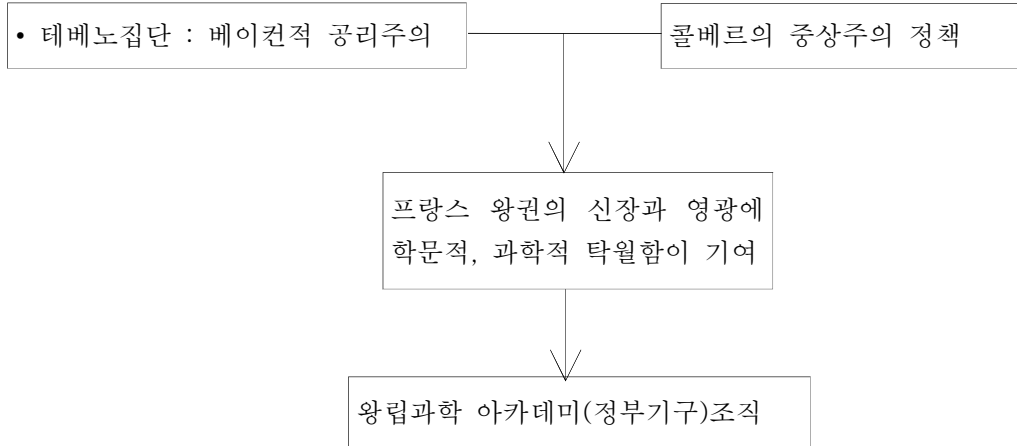 • 테베노집단 : 베이컨적 공리주의
콜베르의 중상주의 정책
프랑스 왕권의 신장과 영광에
학문적, 과학적 탁월함이 기여
왕립과학 아카데미(정부기구)조직